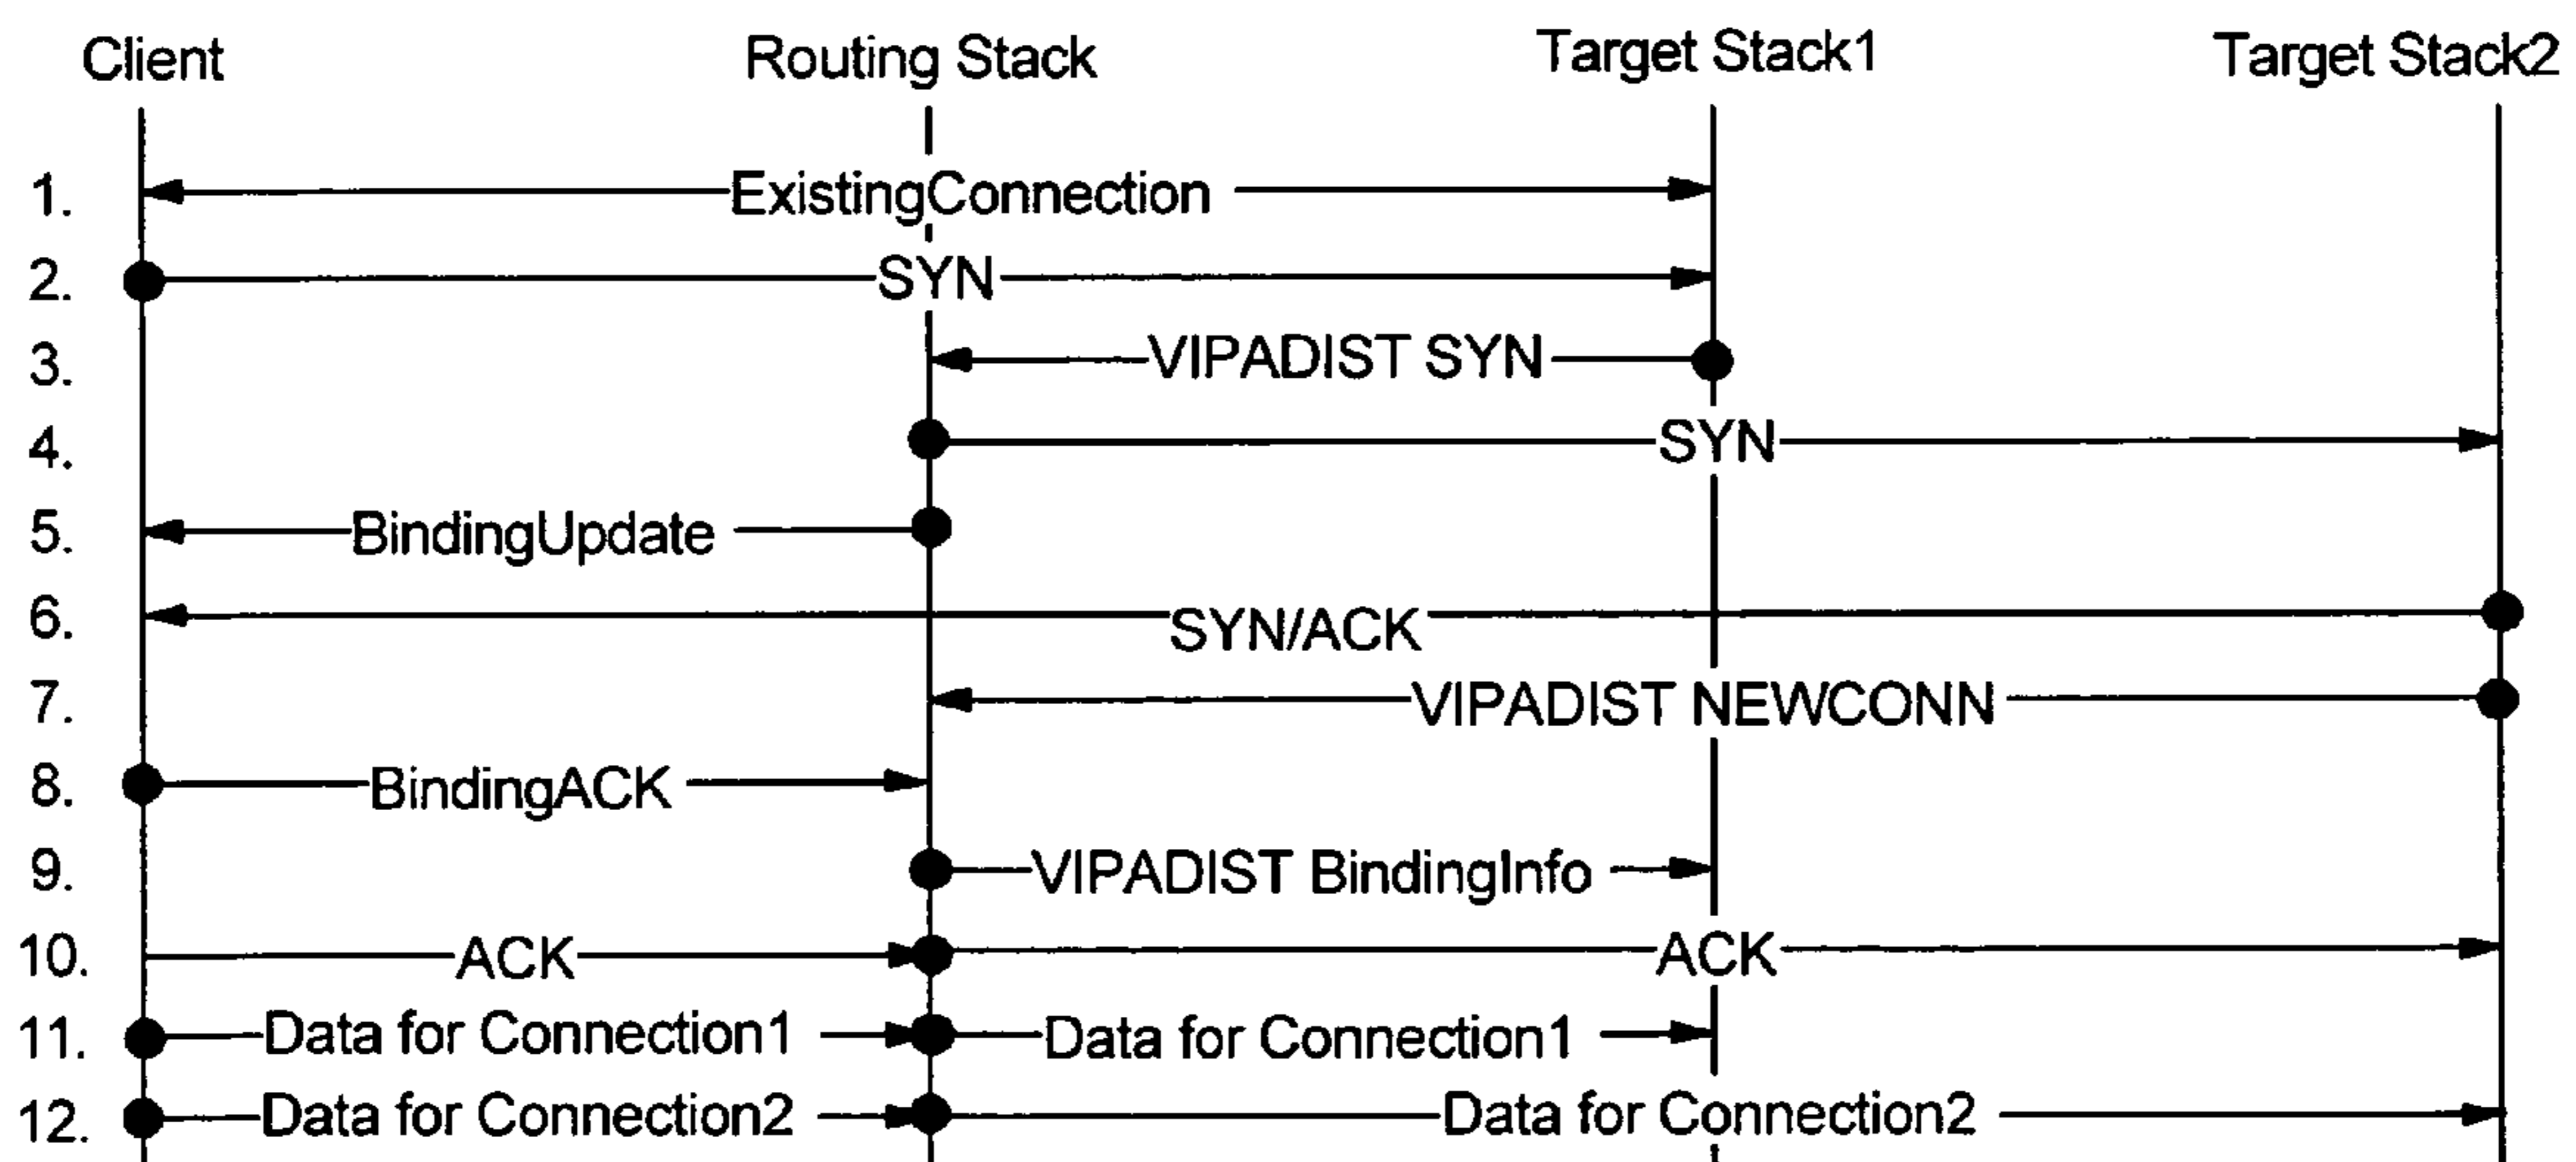 Client Routing Stack Target Stack1 Target Stack2
1. ExistingConnection
2. SYN
3. VIPADIST SYN
4. SYN
5. BindingUpdate
6. SYN/ACK
7. VIPADIST NEWCONN
8. BindingACK
9. VIPADIST BindingInfo
10. ACK ACK
11. Data for Connection1 Data for Connection1
12. Data for Connection2 Data for Connection2